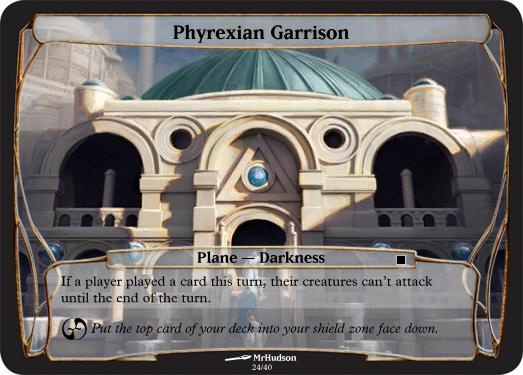 Phyrexian Garrison
Plane — Darkness
If a player played a card this turn, their creatures can't attack
until the end of the turn.
Put the top card of your deck into your shield zone face down.
MrHudson
24/40